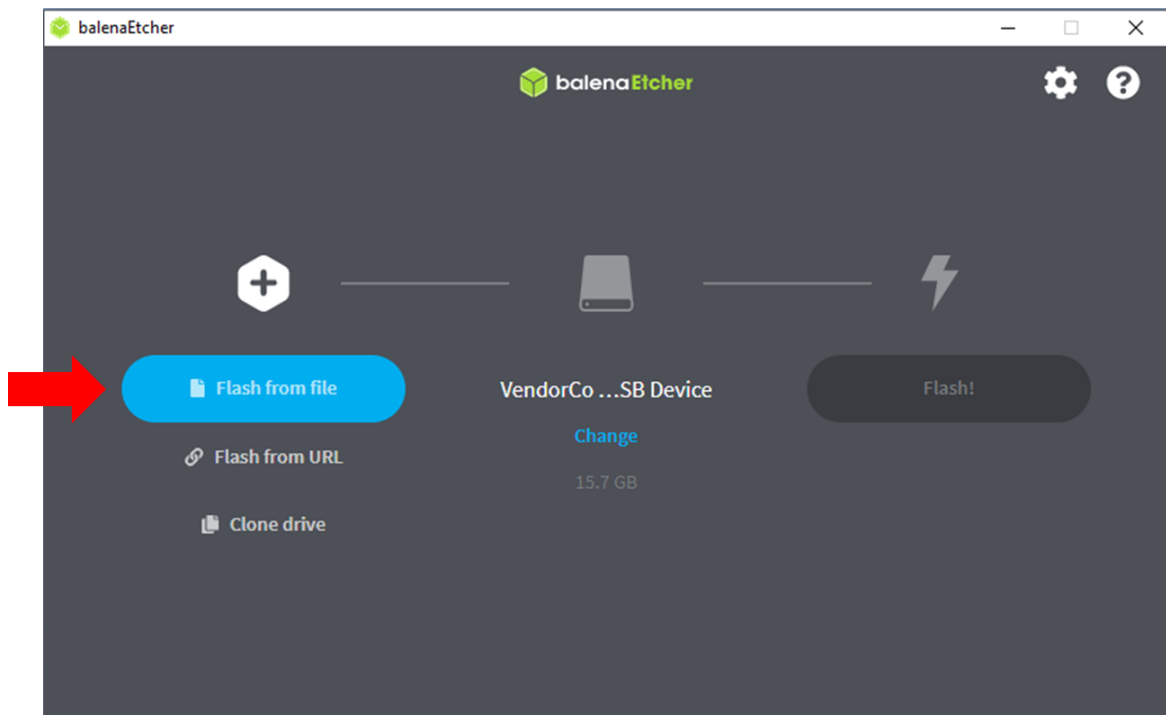 balenaEtcher
balenaEtcher
Flash from file
VendorCo ...SB Device
Flash!
Change
Flash from URL
15.7 GB
Clone drive